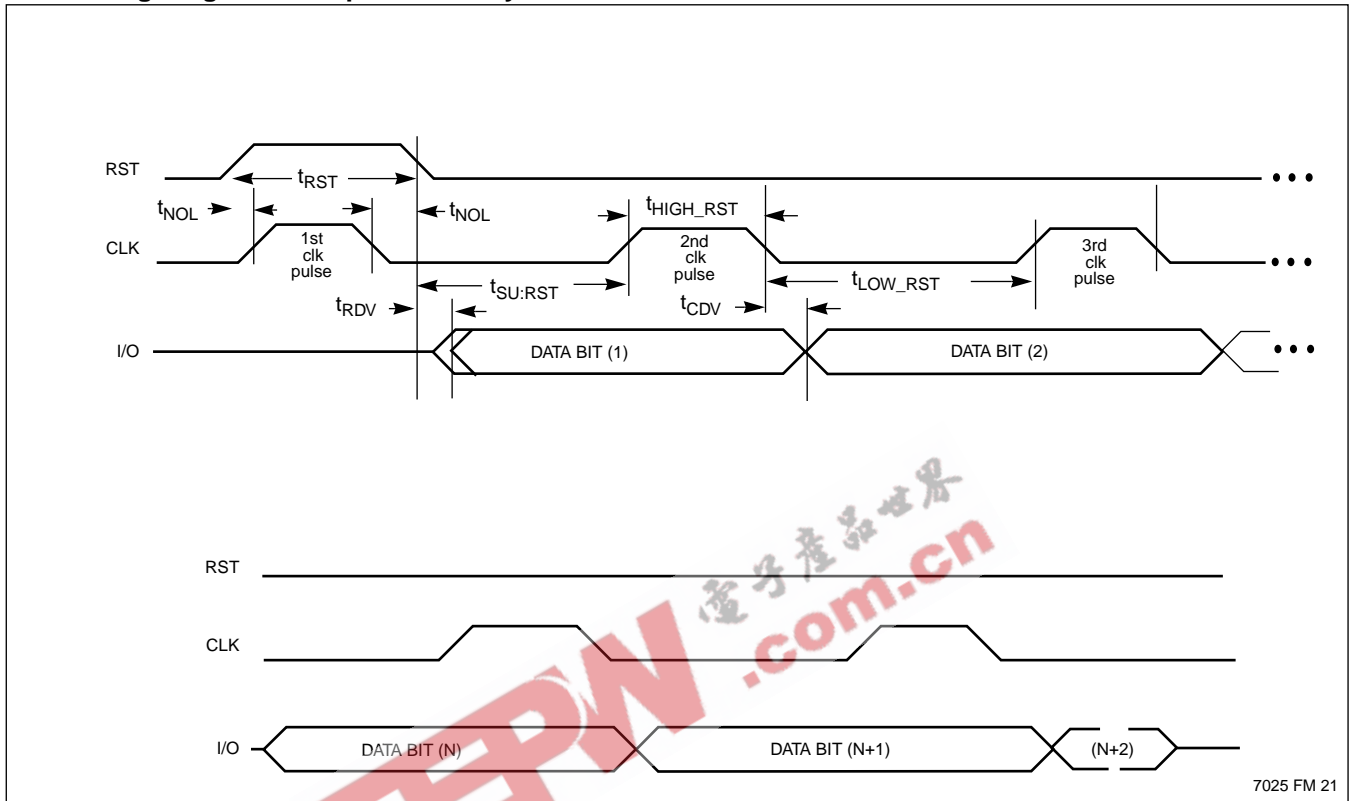 RST
tRST
tNOL
tNOL
tHIGH_RST
CLK
1st
clk
pulse
2nd
clk
pulse
3rd
clk
pulse
tSU:RST
tLOW_RST
tRDV
tCDV
I/O
DATA BIT (1)
DATA BIT (2)
電子產品世界
.com.cn
RST
CLK
I/O
DATA BIT (N)
DATA BIT (N+1)
(N+2)
7025 FM 21